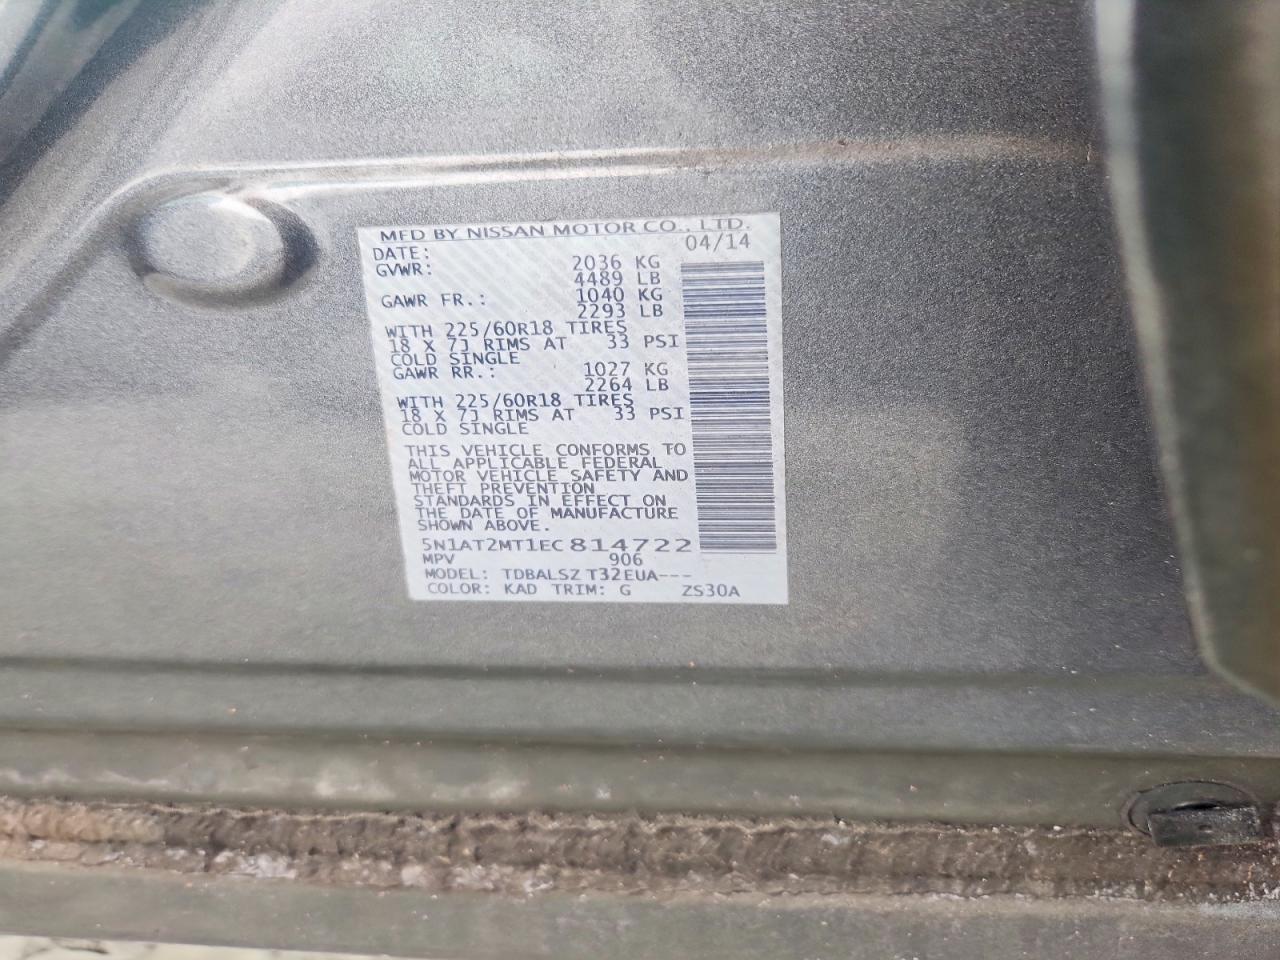 MFD BY NISSAN MOTOR CO., LTD.
DATE: 04/14
GVWR: 2036 KG
4489 LB
GAWR FR.: 1040 KG
2293 LB
WITH 225/60R18 TIRES
18 X 7J RIMS AT 33 PSI
COLD SINGLE
GAWR RR.: 1027 KG
2264 LB
WITH 225/60R18 TIRES
18 X 7J RIMS AT 33 PSI
COLD SINGLE
THIS VEHICLE CONFORMS TO
ALL APPLICABLE FEDERAL
MOTOR VEHICLE SAFETY AND
THEFT PREVENTION
STANDARDS IN EFFECT ON
THE DATE OF MANUFACTURE
SHOWN ABOVE.
5N1AT2MT1EC814722
MPV 906
MODEL: TDBALSZ T32EUA---
COLOR: KAD TRIM: G ZS30A